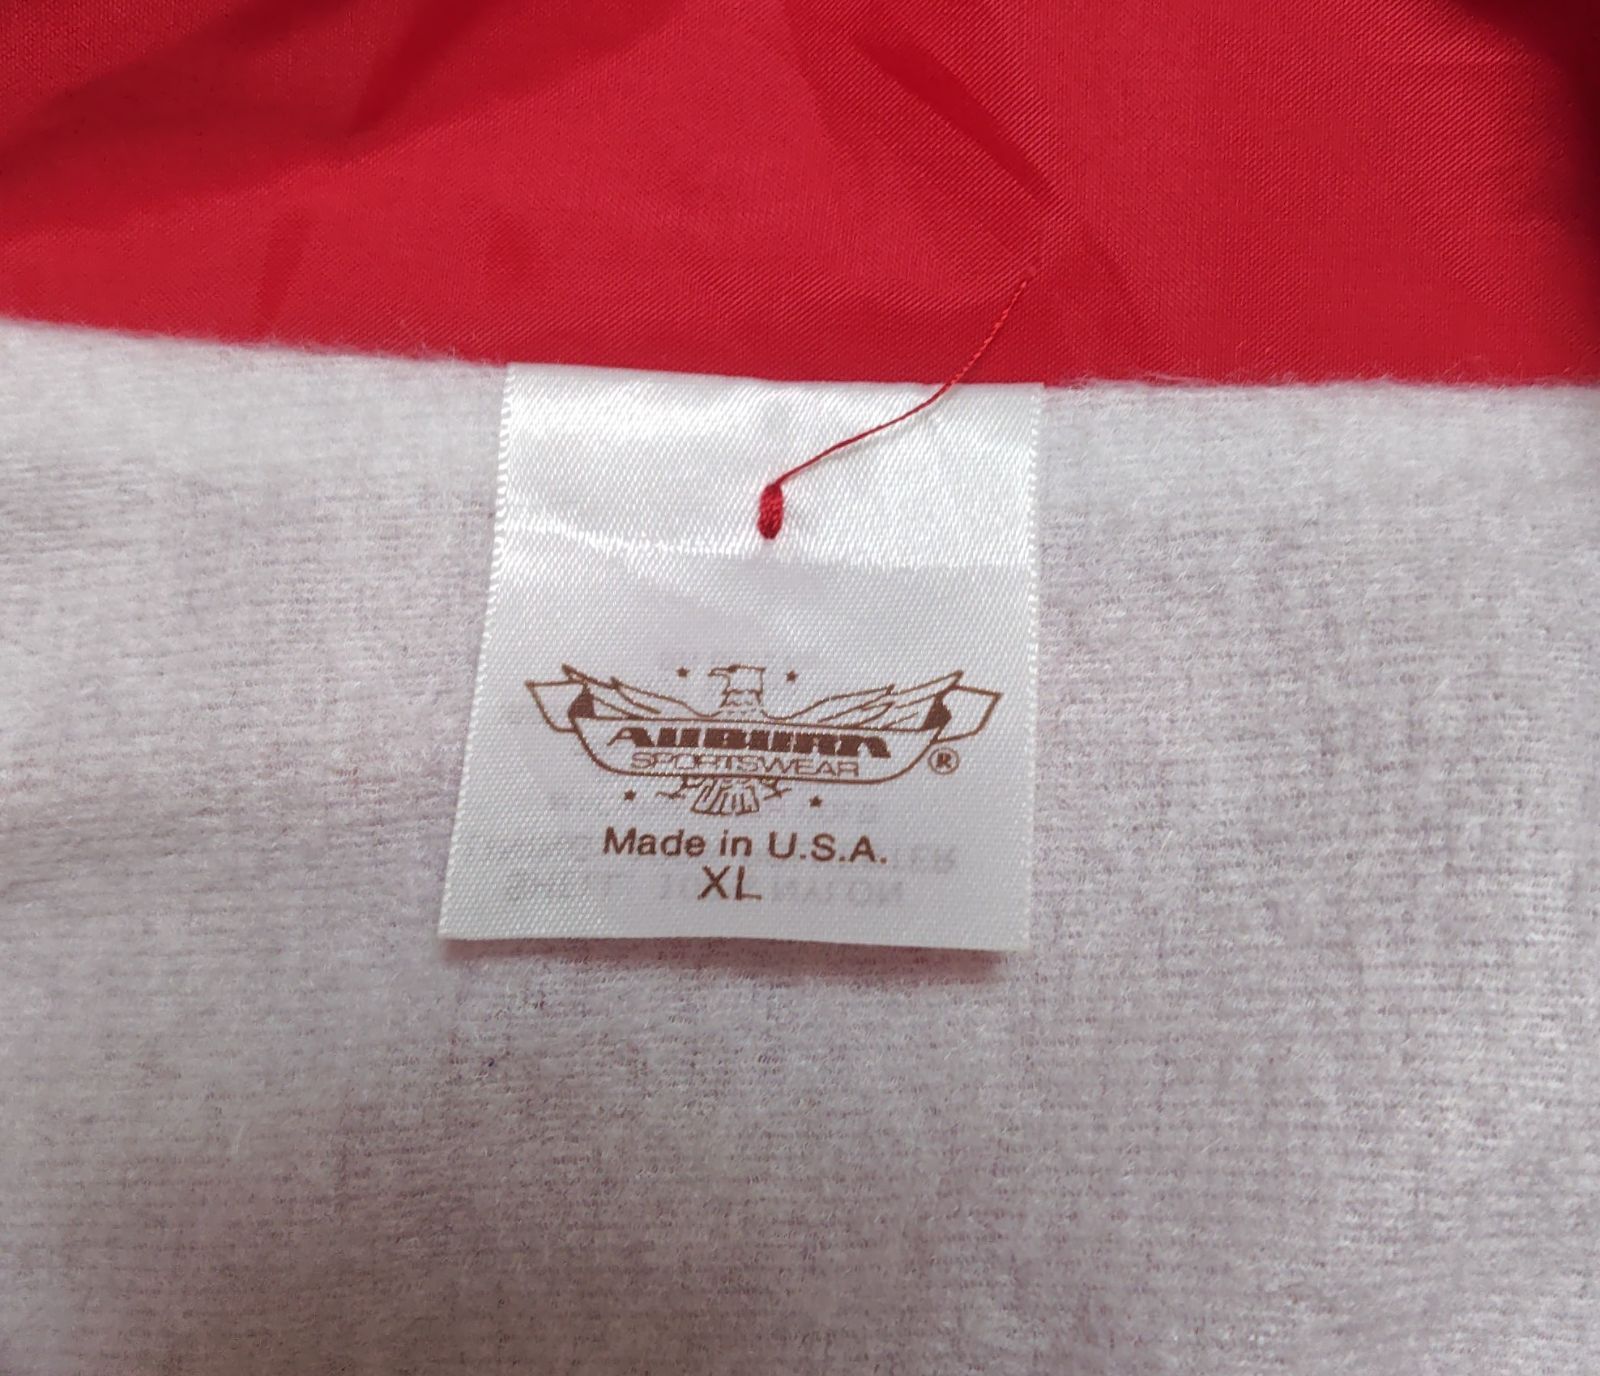 AUBURN
SPORTSWEAR ®
Made in U.S.A.
XL